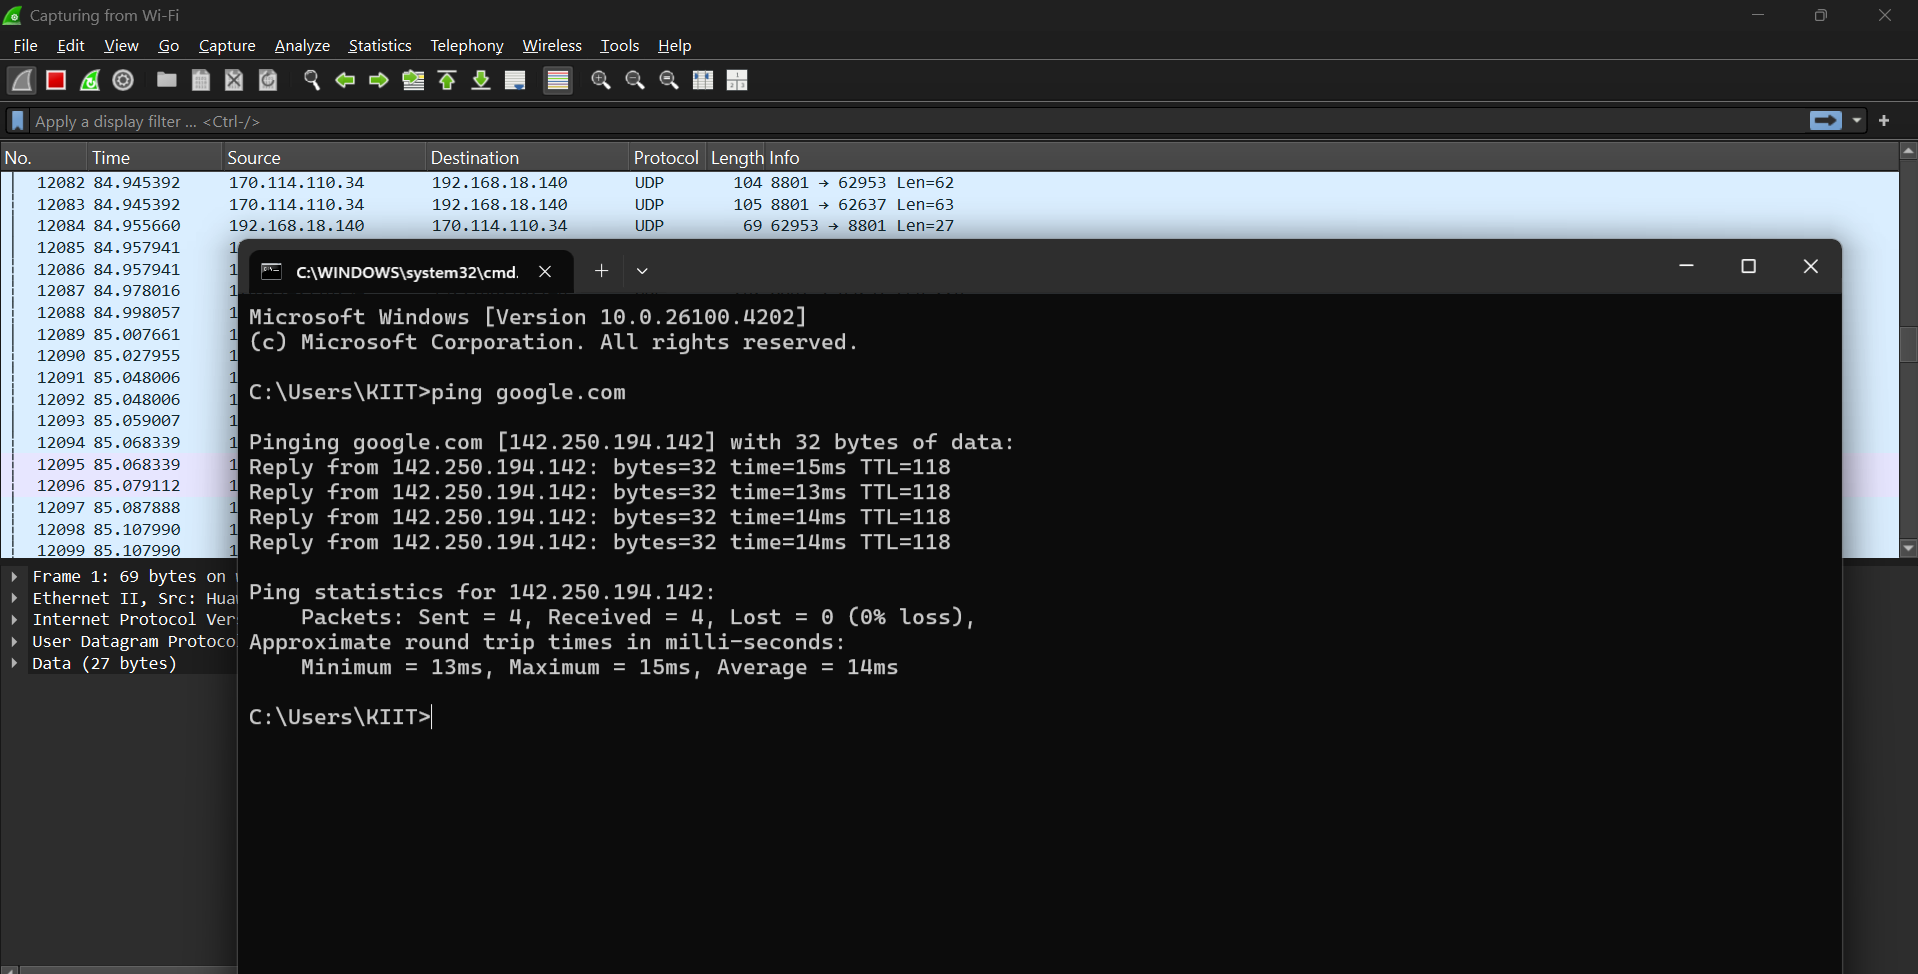 Capturing from Wi-Fi
File Edit View Go Capture Analyze Statistics Telephony Wireless Tools Help
Apply a display filter ... <Ctrl-/>
No. Time Source Destination Protocol Length Info
12082 84.945392 170.114.110.34 192.168.18.140 UDP 104 8801 → 62953 Len=62
12083 84.945392 170.114.110.34 192.168.18.140 UDP 105 8801 → 62637 Len=63
12084 84.955660 192.168.18.140 170.114.110.34 UDP 69 62953 → 8801 Len=27
12085 84.957941 1
12086 84.957941 1
12087 84.978016 1
12088 84.998057 1
12089 85.007661 1
12090 85.027955 1
12091 85.048006 1
12092 85.048006 1
12093 85.059007 1
12094 85.068339 1
12095 85.068339 1
12096 85.079112 1
12097 85.087888 1
12098 85.107990 1
12099 85.107990 1
Frame 1: 69 bytes on
Ethernet II, Src:
Internet Protocol
User Datagram
Data (27 bytes)
C:\WINDOWS\system32\cmd.
Microsoft Windows [Version 10.0.26100.4202]
(c) Microsoft Corporation. All rights reserved.
C:\Users\KIIT>ping google.com
Pinging google.com [142.250.194.142] with 32 bytes of data:
Reply from 142.250.194.142: bytes=32 time=15ms TTL=118
Reply from 142.250.194.142: bytes=32 time=13ms TTL=118
Reply from 142.250.194.142: bytes=32 time=14ms TTL=118
Reply from 142.250.194.142: bytes=32 time=14ms TTL=118
Ping statistics for 142.250.194.142:
Packets: Sent = 4, Received = 4, Lost = 0 (0% loss),
Approximate round trip times in milli-seconds:
Minimum = 13ms, Maximum = 15ms, Average = 14ms
C:\Users\KIIT>